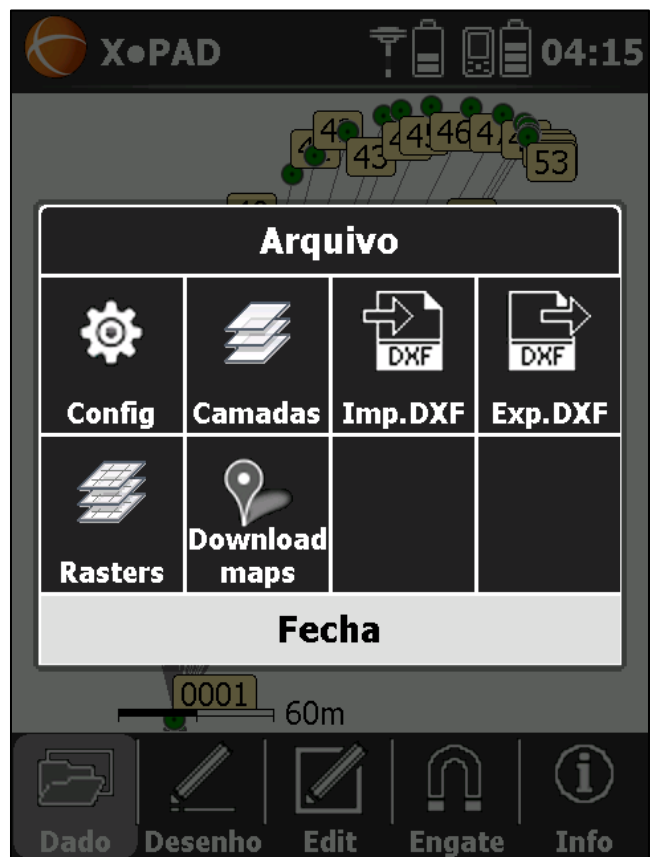 X•PAD 04:15
43 45 46 47
53
Arquivo
DXF DXF
Config Camadas Imp.DXF Exp.DXF
Download
Rasters maps
Fecha
0001
60m
Dado Desenho Edit Engate Info